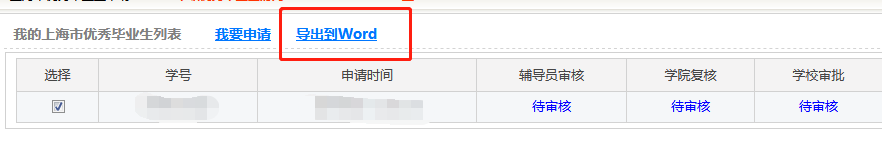 我的上海市优秀毕业生列表 我要申请 导出到Word
选择 学号 申请时间 辅导员审核 学院复核 学校审批
待审核 待审核 待审核